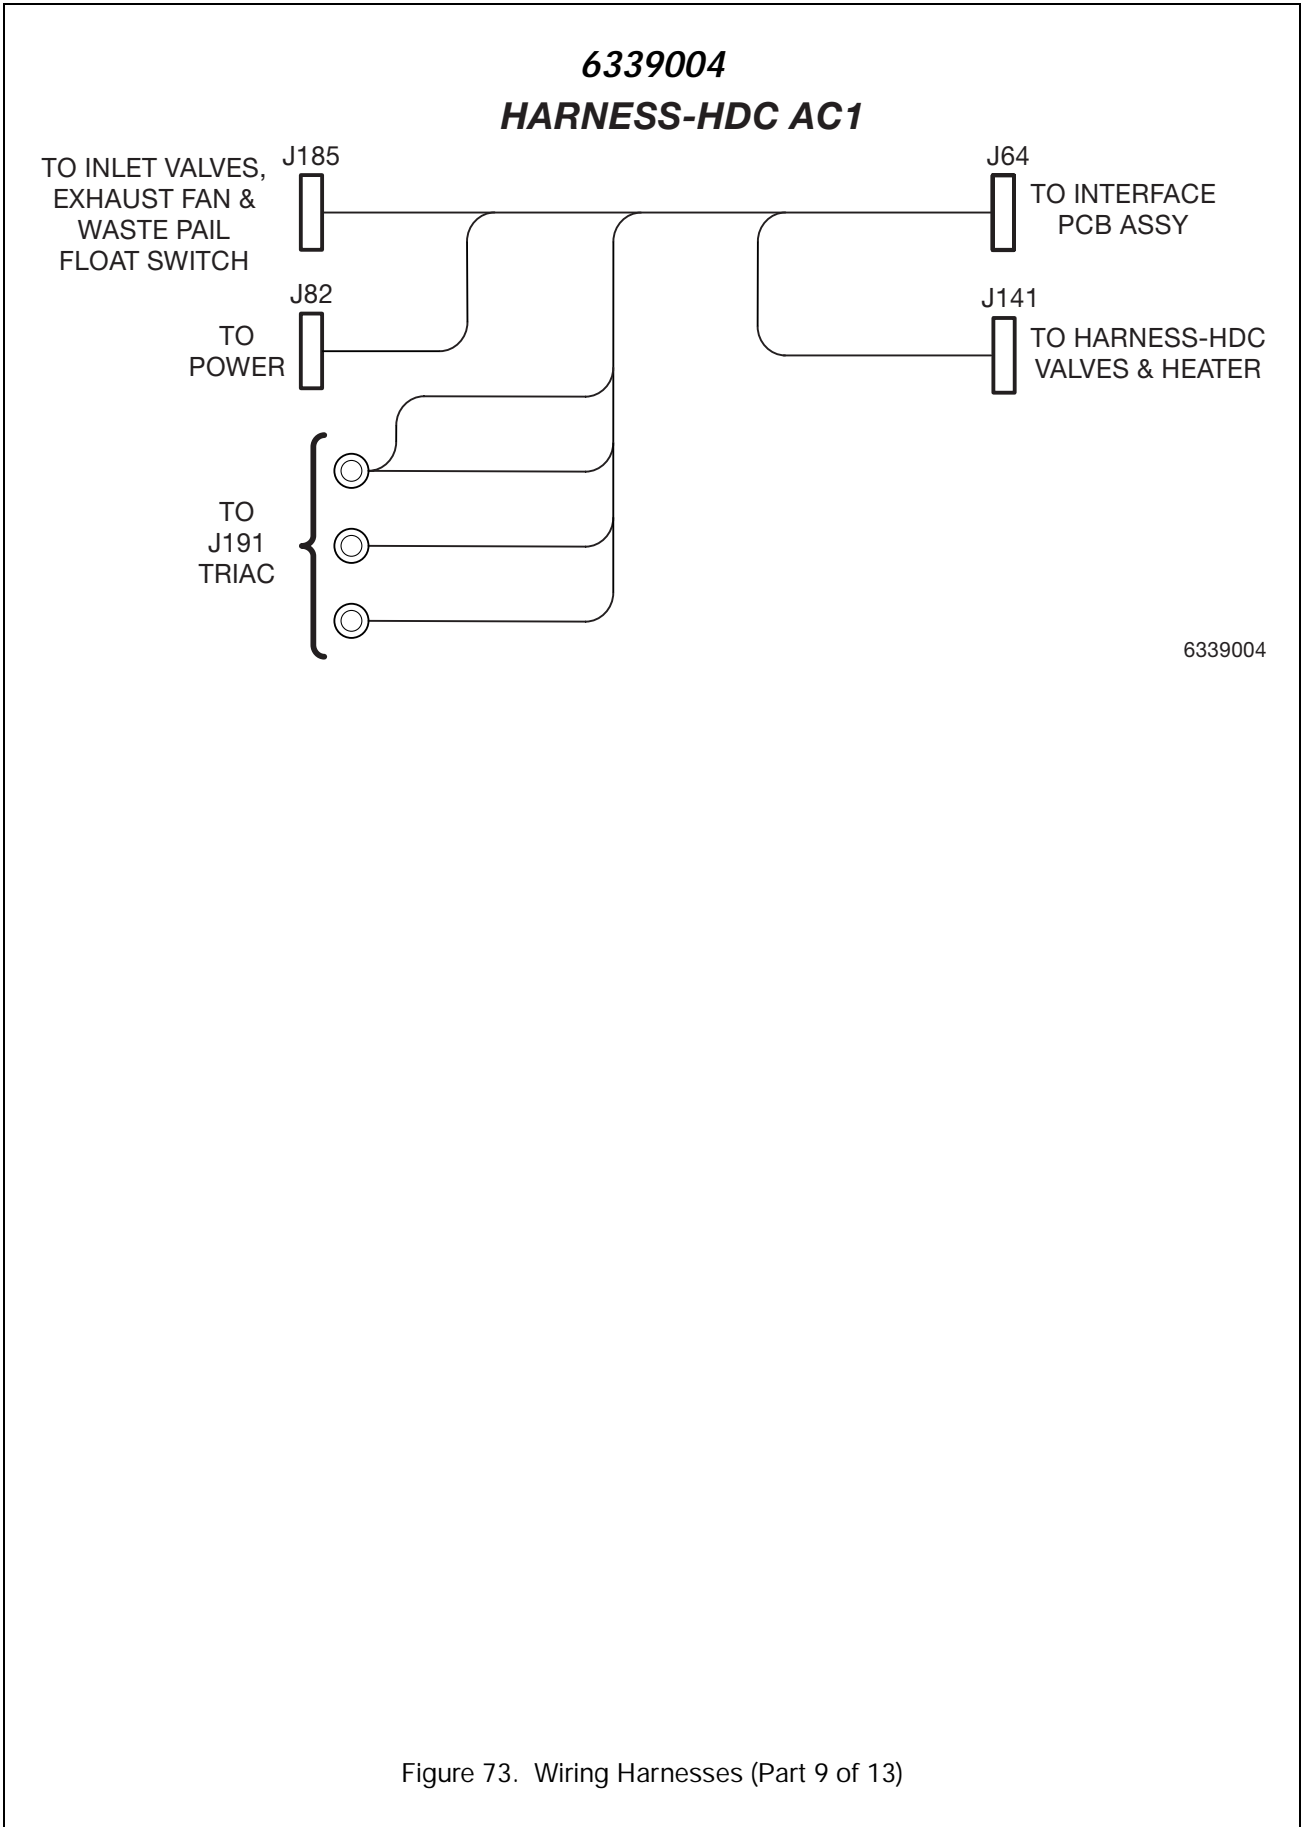 6339004
HARNESS-HDC AC1
J185
TO INLET VALVES,
EXHAUST FAN &
WASTE PAIL
FLOAT SWITCH
J64
TO INTERFACE
PCB ASSY
J82
TO
POWER
J141
TO HARNESS-HDC
VALVES & HEATER
TO
J191
TRIAC
6339004
Figure 73. Wiring Harnesses (Part 9 of 13)